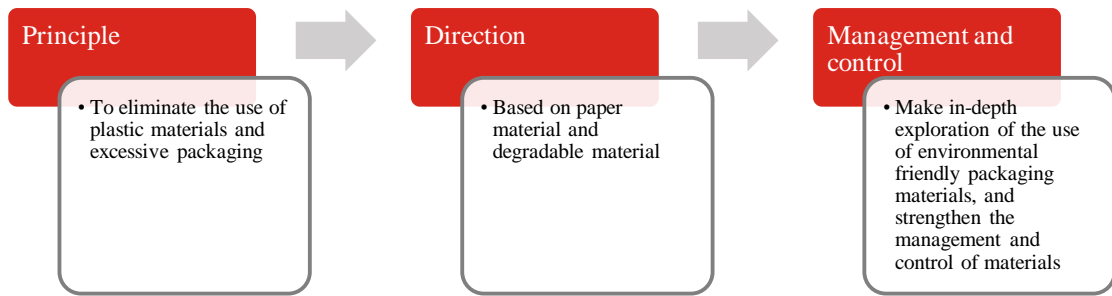 Principle
• To eliminate the use of
plastic materials and
excessive packaging
Direction
• Based on paper
material and
degradable material
Management and
control
• Make in-depth
exploration of the use
of environmental
friendly packaging
materials, and
strengthen the
management and
control of materials